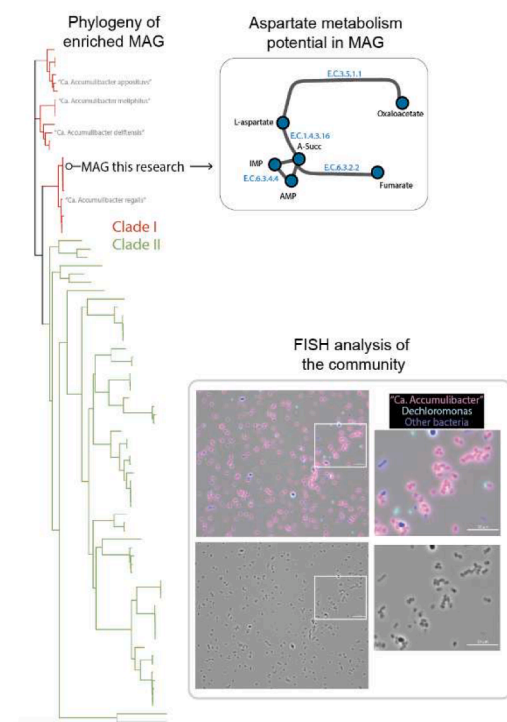 Phylogeny of
enriched MAG
"Ca. Accumulibacter appositus"
"Ca. Accumulibacter meliphilus"
"Ca. Accumulibacter delftensis"
MAG this research
"Ca. Accumulibacter regalis"
Clade I
Clade II
Aspartate metabolism
potential in MAG
E.C.3.5.1.1
Oxaloacetate
L-aspartate
E.C.1.4.3.16
A-Succ
IMP
E.C.6.3.4.4
E.C.6.3.2.2
AMP
Fumarate
FISH analysis of
the community
"Ca. Accumulibacter"
Dechloromonas
Other bacteria